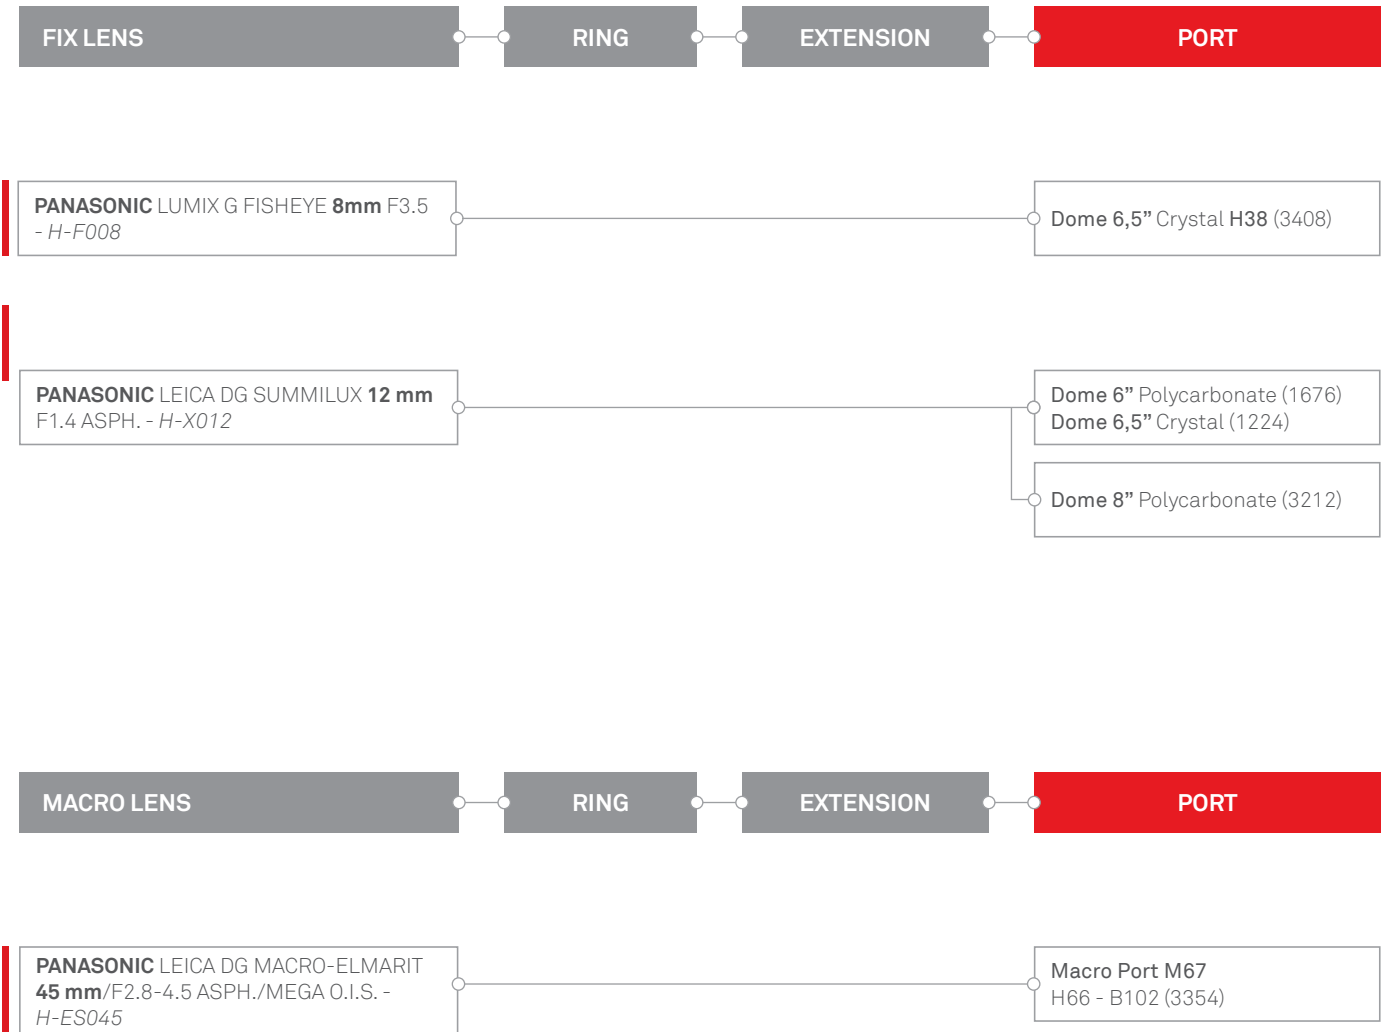 FIX LENS RING EXTENSION PORT
PANASONIC LUMIX G FISHEYE 8mm F3.5
- H-F008
Dome 6,5” Crystal H38 (3408)
PANASONIC LEICA DG SUMMILUX 12 mm
F1.4 ASPH. - H-X012
Dome 6” Polycarbonate (1676)
Dome 6,5” Crystal (1224)
Dome 8” Polycarbonate (3212)
MACRO LENS RING EXTENSION PORT
PANASONIC LEICA DG MACRO-ELMARIT
45 mm/F2.8-4.5 ASPH./MEGA O.I.S. -
H-ES045
Macro Port M67
H66 - B102 (3354)